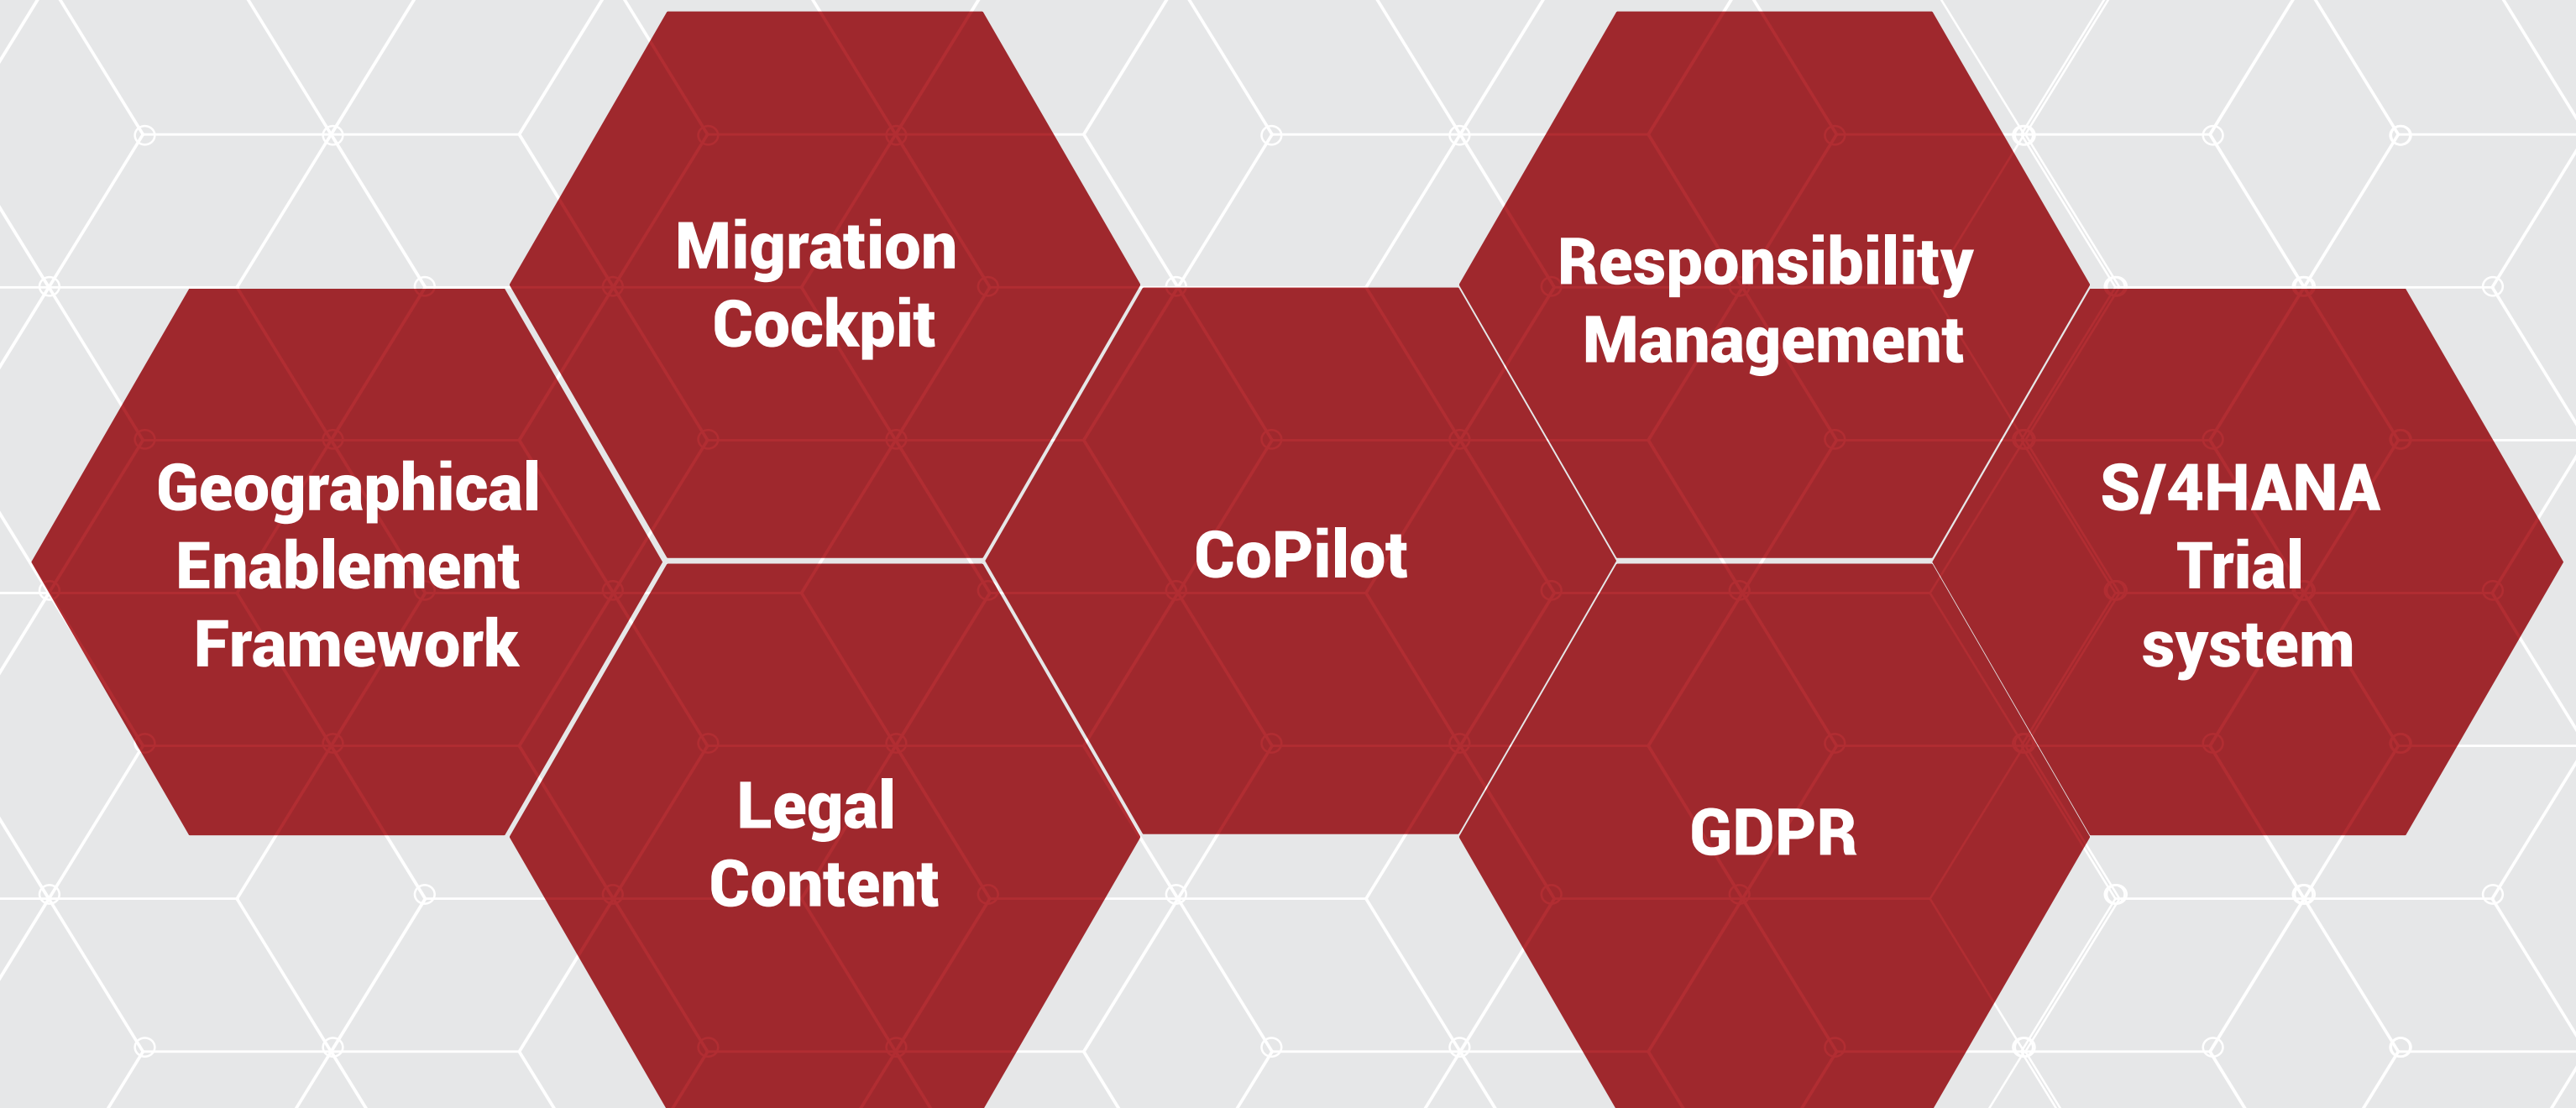 Migration
Cockpit
Responsibility
Management
Geographical
Enablement
Framework
CoPilot
S/4HANA
Trial
system
Legal
Content
GDPR